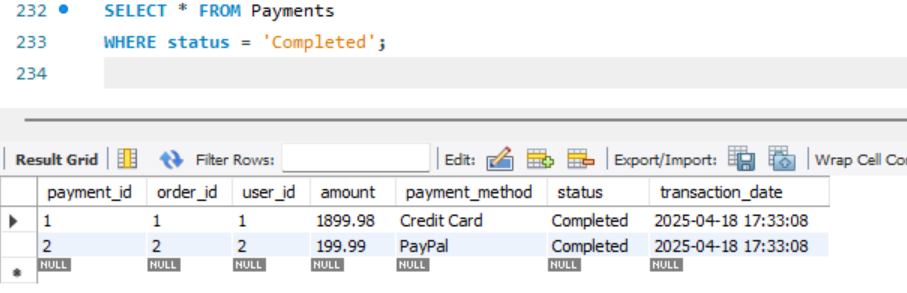 232 SELECT * FROM Payments
233 WHERE status = 'Completed';
234
Result Grid Filter Rows: Edit: Export/Import: Wrap Cell Co
payment_id order_id user_id amount payment_method status transaction_date
1 1 1 1899.98 Credit Card Completed 2025-04-18 17:33:08
2 2 2 199.99 PayPal Completed 2025-04-18 17:33:08
NULL NULL NULL NULL NULL NULL NULL